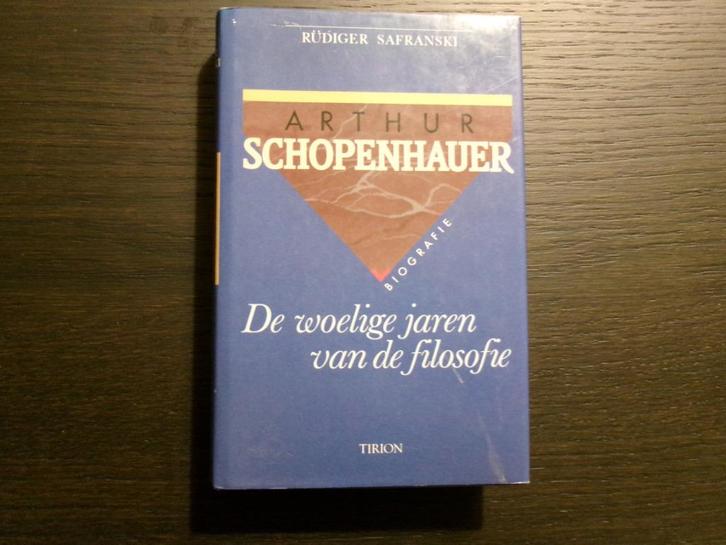 RÜDIGER SAFRANSKI
ARTHUR
SCHOPENHAUER
BIOGRAFIE
De woelige jaren
van de filosofie
TIRION